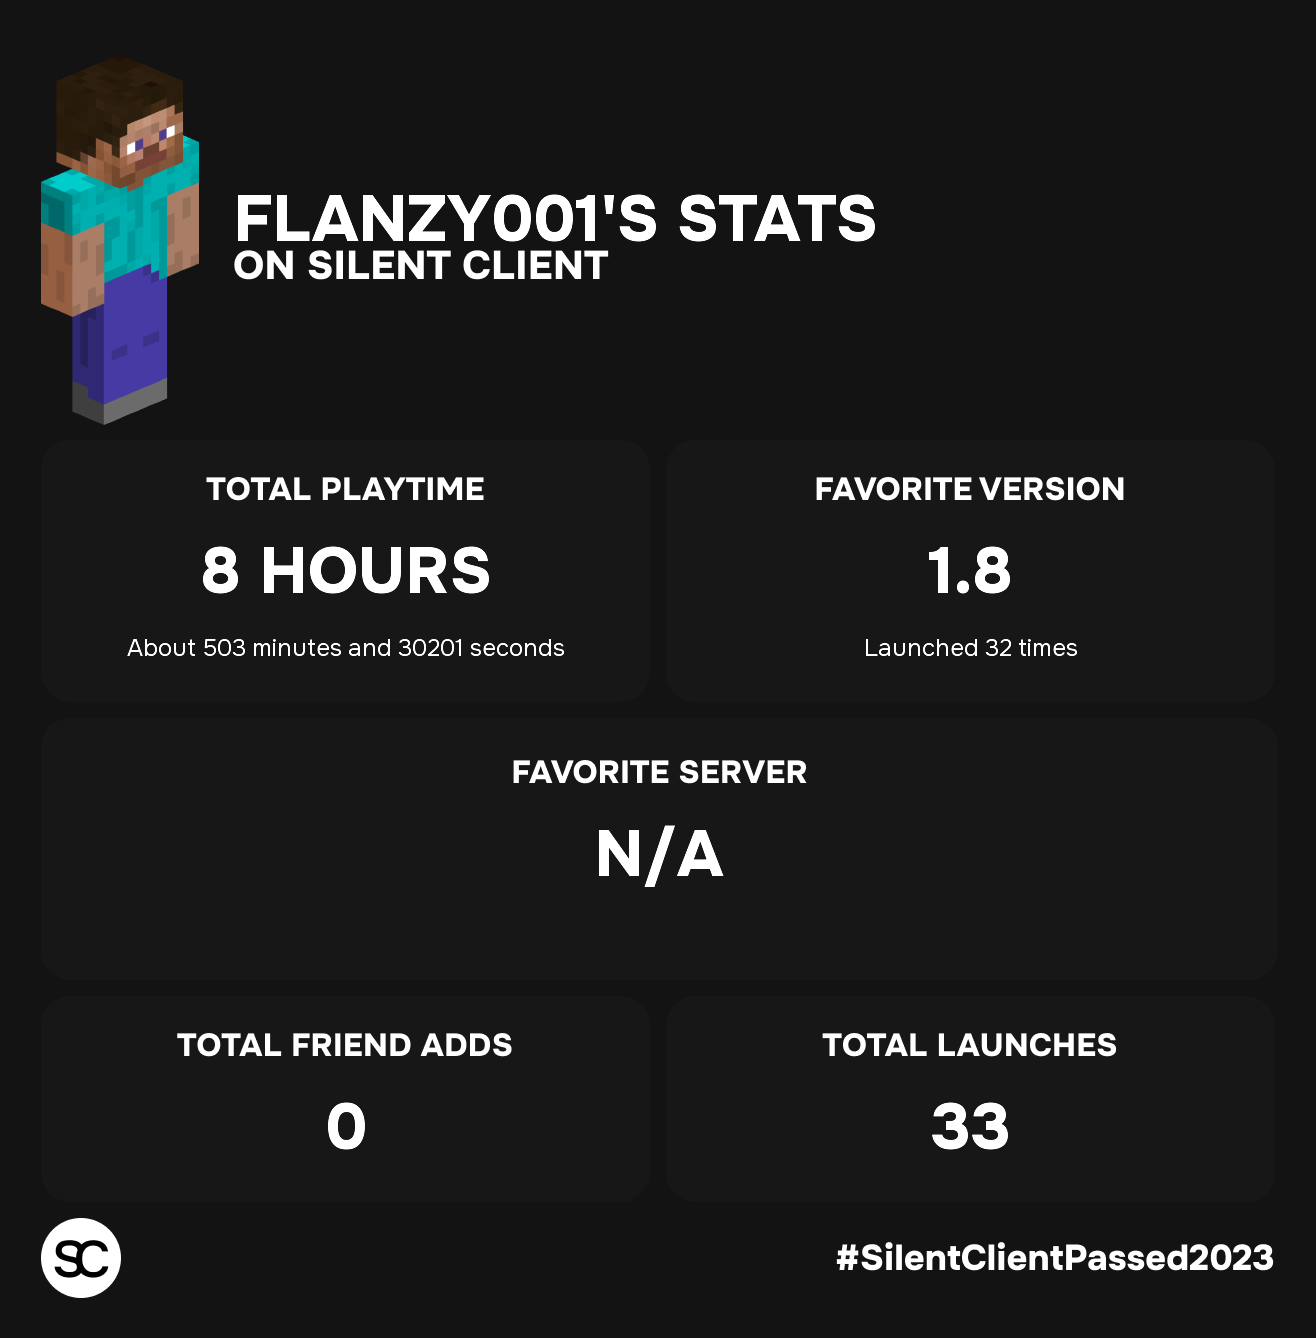 FLANZY001'S STATS
ON SILENT CLIENT
TOTAL PLAYTIME
8 HOURS
About 503 minutes and 30201 seconds
FAVORITE VERSION
1.8
Launched 32 times
FAVORITE SERVER
N/A
TOTAL FRIEND ADDS
0
TOTAL LAUNCHES
33
SC
#SilentClientPassed2023